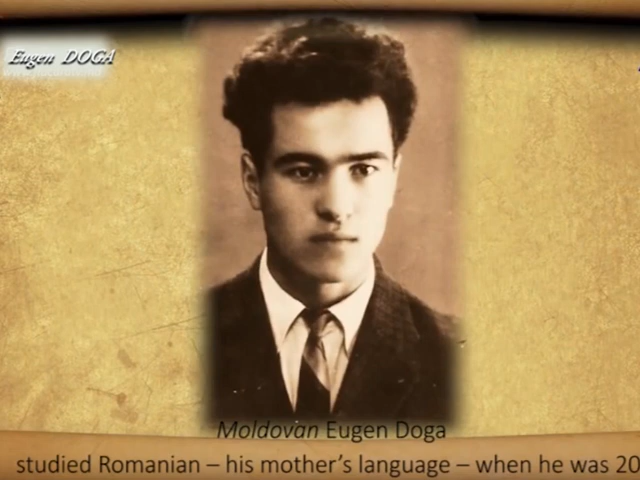 Eugen DOGA
Moldovan Eugen Doga
studied Romanian – his mother's language – when he was 20